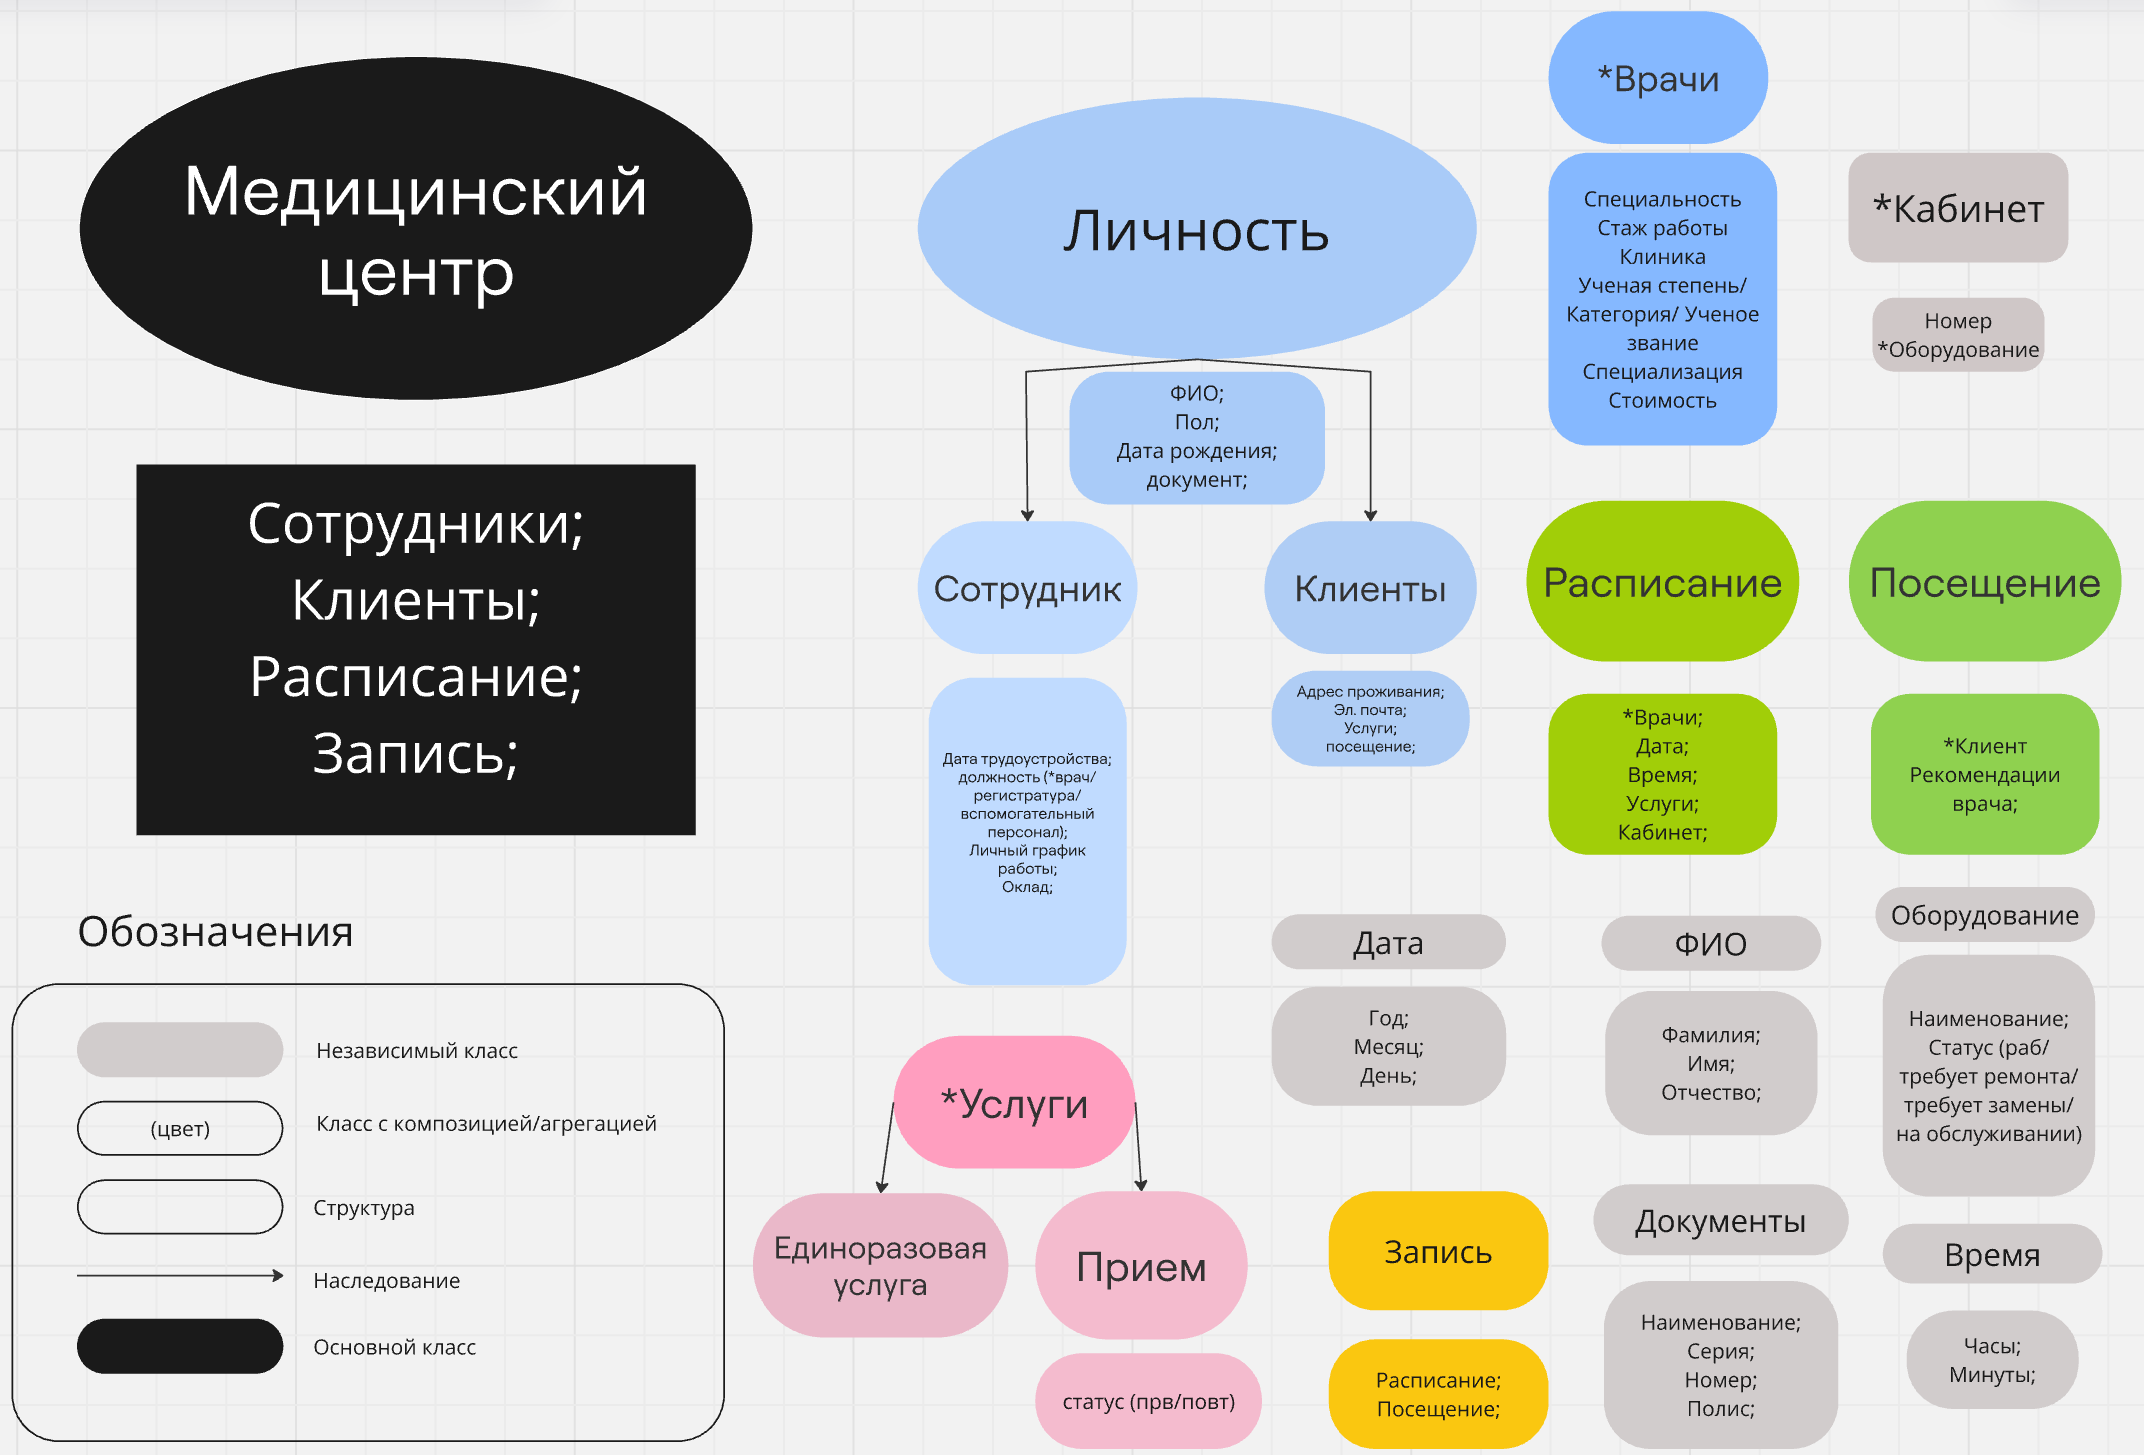 Медицинский
центр
Сотрудники;
Клиенты;
Расписание;
Запись;
Обозначения
Независимый класс
(цвет)
Класс с композицией/агрегацией
Структура
Наследование
Основной класс
Личность
ФИО;
Пол;
Дата рождения;
документ;
Сотрудник
Дата трудоустройства;
должность (*врач/
регистратура/
вспомогательный
персонал);
Личный график
работы;
Оклад;
Клиенты
Адрес проживания;
Эл. почта;
Услуги;
посещение;
*Врачи
Специальность
Стаж работы
Клиника
Ученая степень/
Категория/ Ученое
звание
Специализация
Стоимость
*Кабинет
Номер
*Оборудование
Расписание
*Врачи;
Дата;
Время;
Услуги;
Кабинет;
Посещение
*Клиент
Рекомендации
врача;
*Услуги
Единоразовая
услуга
Прием
статус (прв/повт)
Дата
Год;
Месяц;
День;
ФИО
Фамилия;
Имя;
Отчество;
Оборудование
Наименование;
Статус (раб/
требует ремонта/
требует замены/
на обслуживании)
Запись
Расписание;
Посещение;
Документы
Наименование;
Серия;
Номер;
Полис;
Время
Часы;
Минуты;